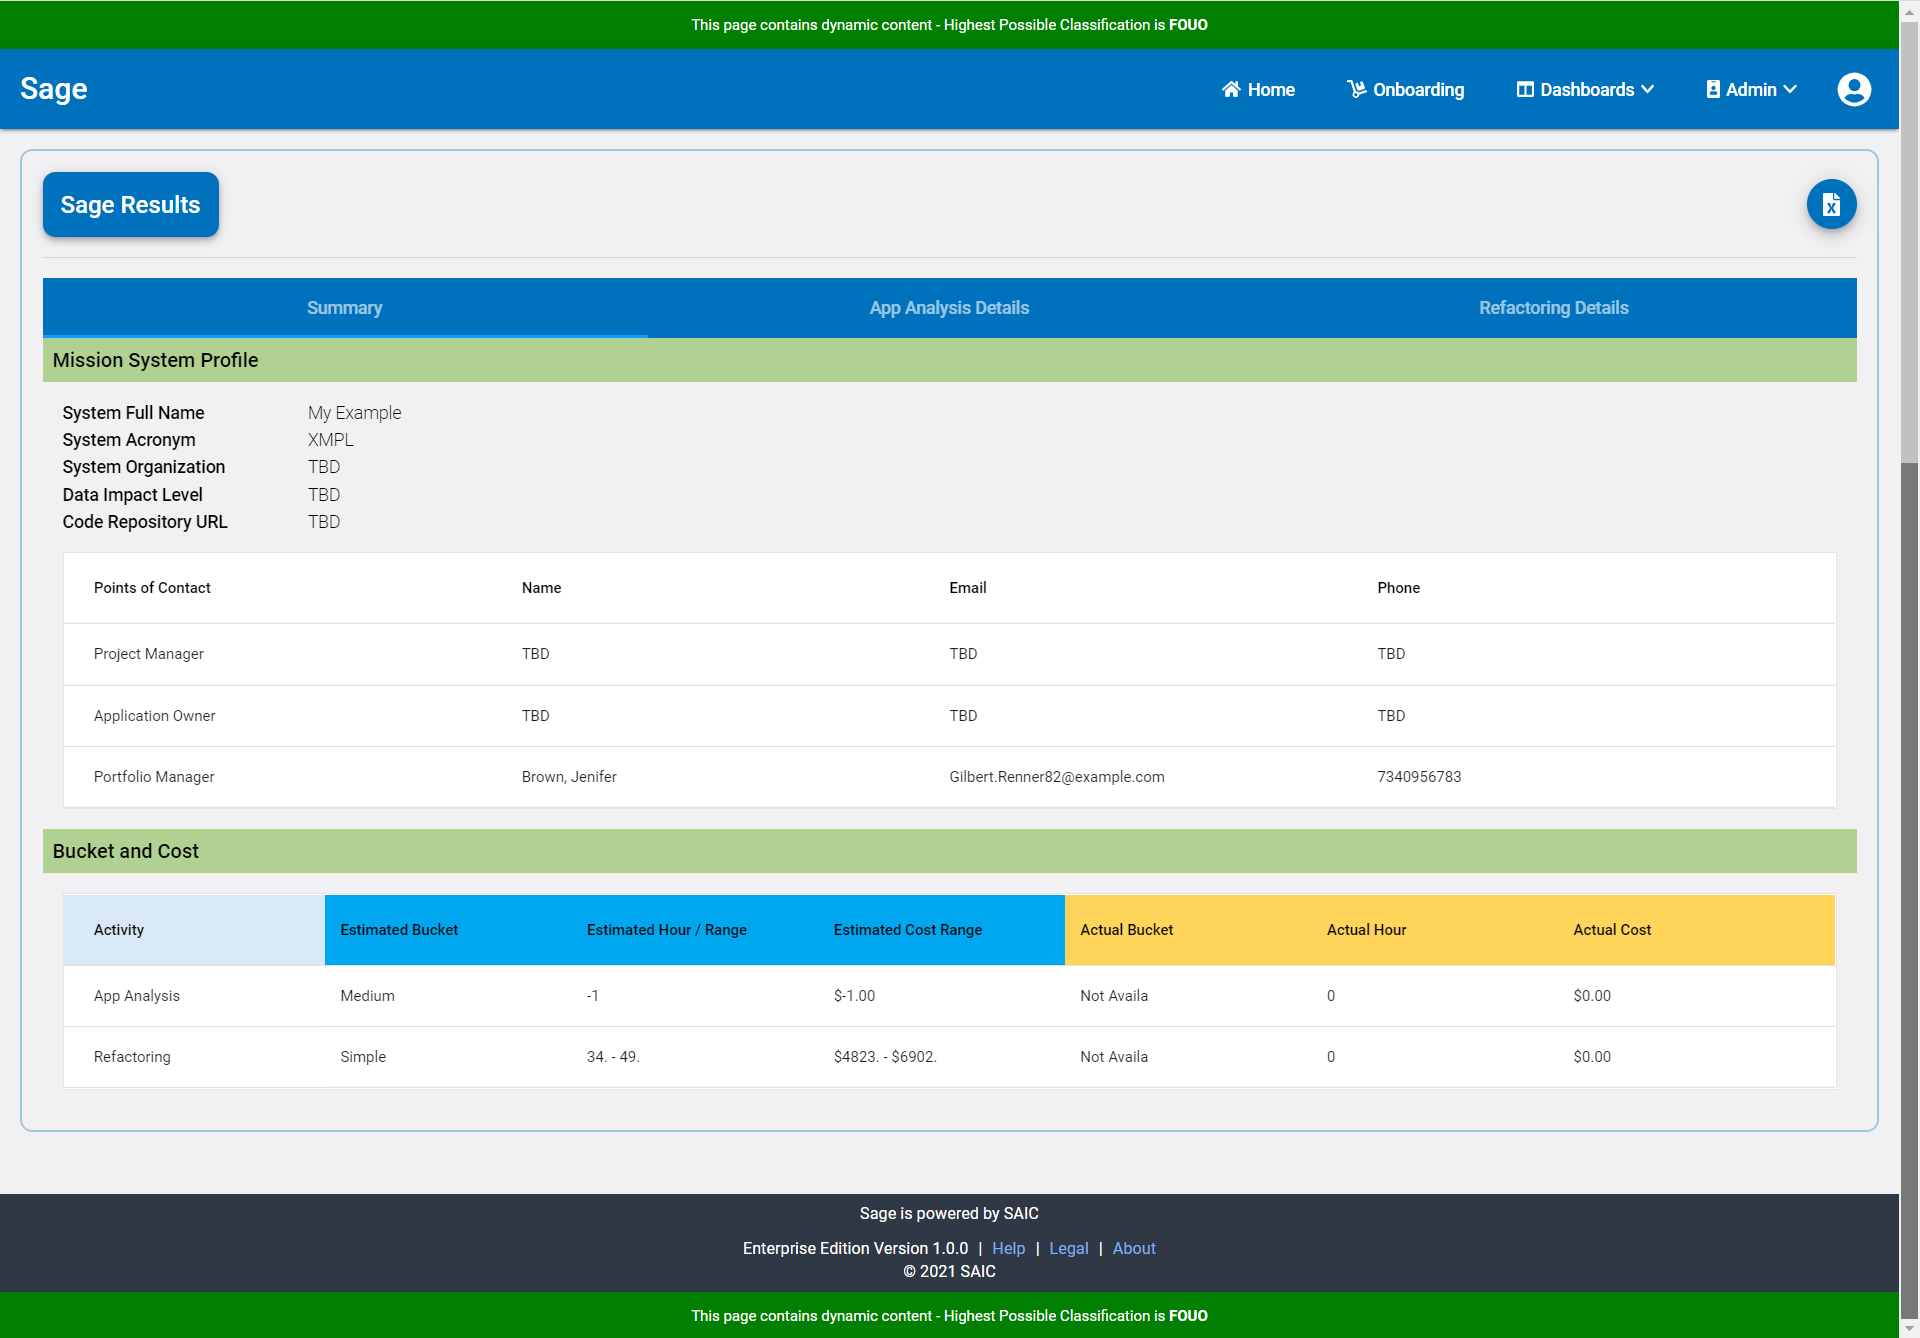 This page contains dynamic content - Highest Possible Classification is FOUO
Sage
Home
Onboarding
Dashboards
Admin
Sage Results
Summary
App Analysis Details
Refactoring Details
Mission System Profile
System Full Name My Example
System Acronym XMPL
System Organization TBD
Data Impact Level TBD
Code Repository URL TBD
Points of Contact Name Email Phone
Project Manager TBD TBD TBD
Application Owner TBD TBD TBD
Portfolio Manager Brown, Jenifer Gilbert.Renner82@example.com 7340956783
Bucket and Cost
Activity Estimated Bucket Estimated Hour / Range Estimated Cost Range Actual Bucket Actual Hour Actual Cost
App Analysis Medium -1 $-1.00 Not Availa 0 $0.00
Refactoring Simple 34. - 49. $4823. - $6902. Not Availa 0 $0.00
Sage is powered by SAIC
Enterprise Edition Version 1.0.0 | Help | Legal | About
© 2021 SAIC
This page contains dynamic content - Highest Possible Classification is FOUO